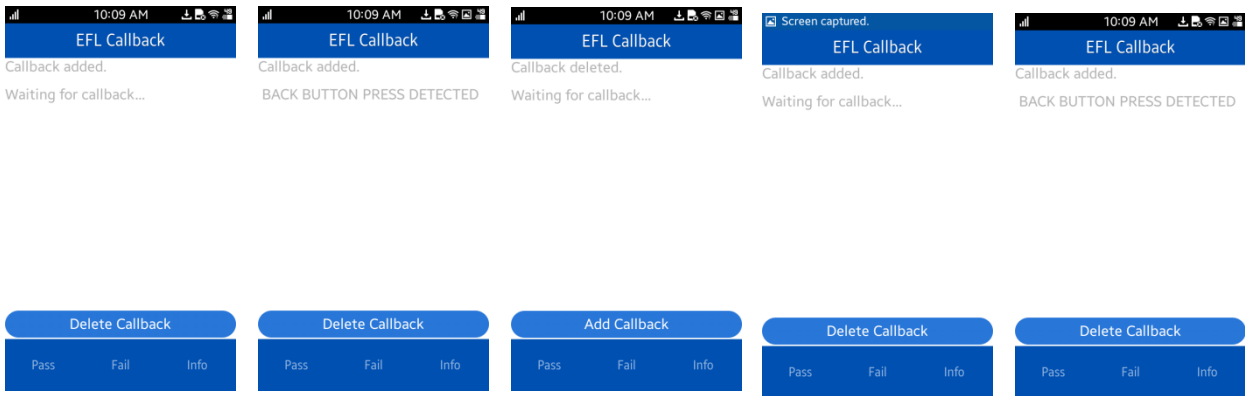 10:09 AM
EFL Callback
Callback added.
Waiting for callback...
Delete Callback
Pass Fail Info
10:09 AM
EFL Callback
Callback added.
BACK BUTTON PRESS DETECTED
Delete Callback
Pass Fail Info
10:09 AM
EFL Callback
Callback deleted.
Waiting for callback...
Add Callback
Pass Fail Info
Screen captured.
EFL Callback
Callback added.
Waiting for callback...
Delete Callback
Pass Fail Info
10:09 AM
EFL Callback
Callback added.
BACK BUTTON PRESS DETECTED
Delete Callback
Pass Fail Info